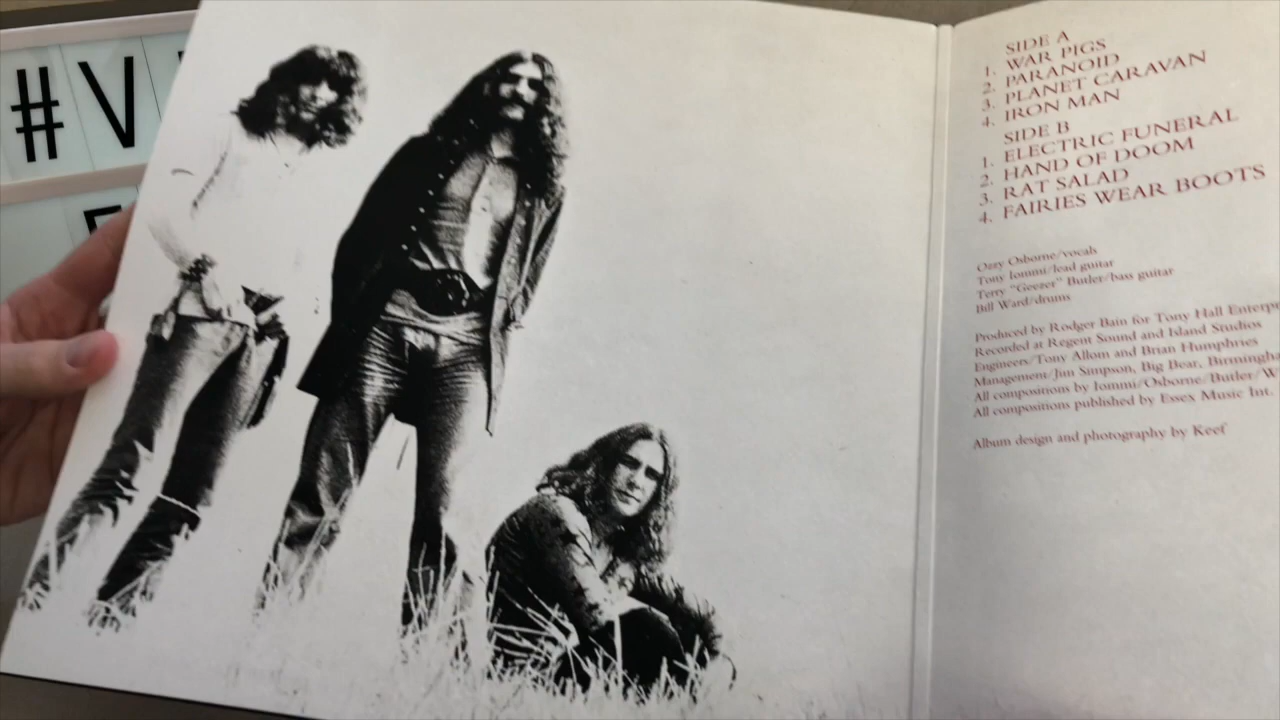 #V
SIDE A
1. WAR PIGS
2. PARANOID
3. PLANET CARAVAN
4. IRON MAN
SIDE B
1. ELECTRIC FUNERAL
2. HAND OF DOOM
3. RAT SALAD
4. FAIRIES WEAR BOOTS
Ozzy Osborne/vocals
Tony Iommi/lead guitar
Terry "Geezer" Butler/bass guitar
Bill Ward/drums
Produced by Rodger Bain for Tony Hall Enterp
Recorded at Regent Sound and Island Studios
Engineers/Tony Allom and Brian Humphries
Management/Jim Simpson, Big Bear, Birmingha
All compositions by Iommi/Osborne/Butler/W
All compositions published by Essex Music Int.
Album design and photography by Keef